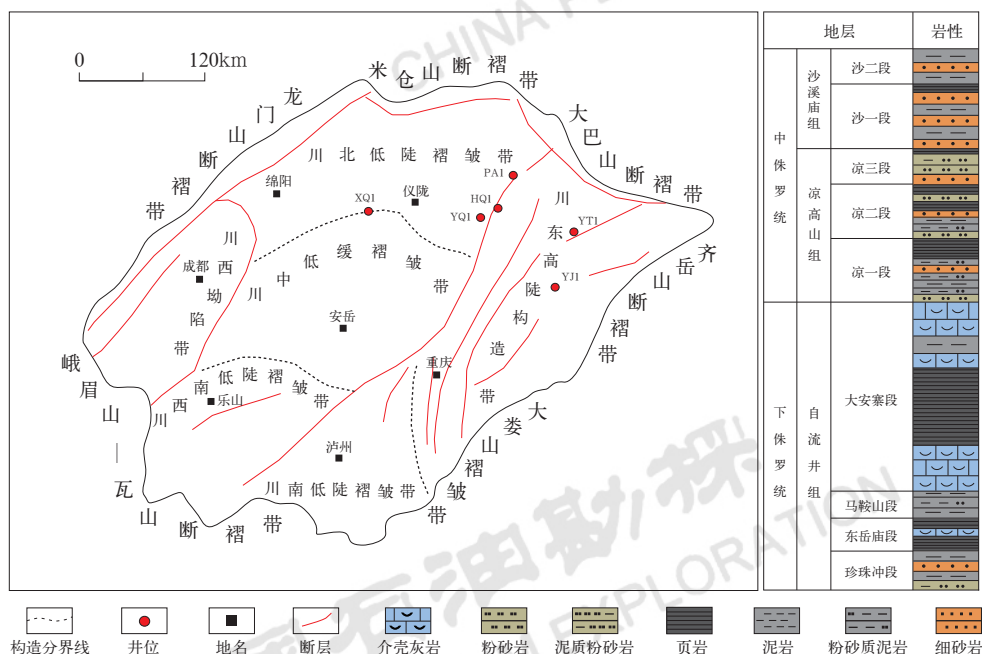 0 120km
米仓山断褶带
龙门山断褶带
大巴山断褶带
川北低陡褶皱带
PA1
绵阳
仪陇
XQ1
HQ1
YQ1
YT1
YJ1
川东高陡构造带
齐岳山断褶带
川西坳陷带
成都
川中低缓褶皱带
安岳
重庆
峨眉山—瓦山断褶带
川西南低陡褶皱带
乐山
泸州
川南低陡褶皱带
大娄山褶皱带
地层 岩性
中侏罗统
沙溪庙组
沙二段
沙一段
凉高山组
凉三段
凉二段
凉一段
下侏罗统
自流井组
大安寨段
马鞍山段
东岳庙段
珍珠冲段
构造分界线 井位 地名 断层 介壳灰岩 粉砂岩 泥质粉砂岩 页岩 泥岩 粉砂质泥岩 细砂岩
CHINA PE
中国石油勘探
EXPLORATION